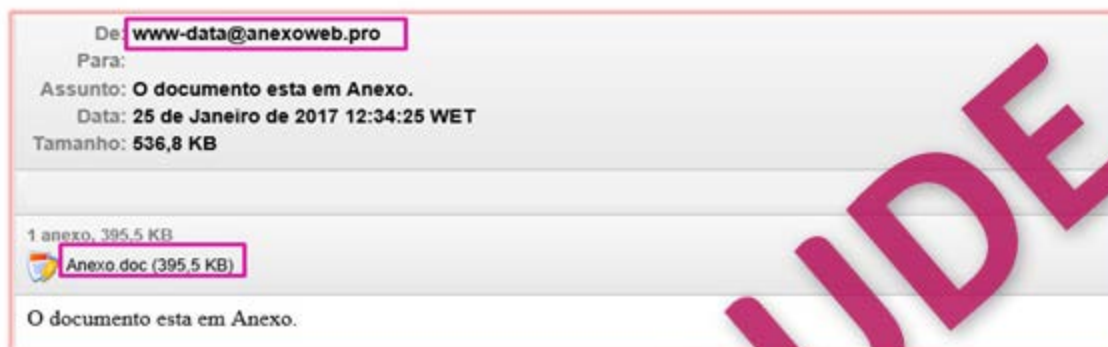 De: www-data@anexoweb.pro
Para:
Assunto: O documento esta em Anexo.
Data: 25 de Janeiro de 2017 12:34:25 WET
Tamanho: 536,8 KB
1 anexo, 395,5 KB
Anexo.doc (395,5 KB)
O documento esta em Anexo.
UDE